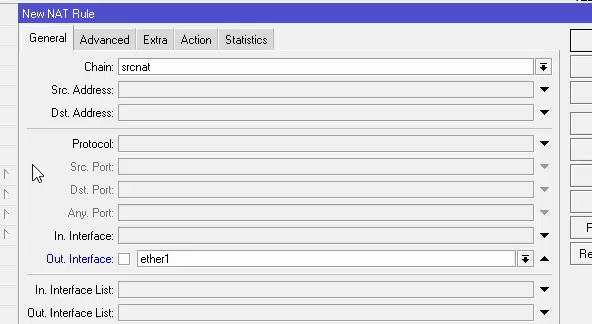 New NAT Rule
General Advanced Extra Action Statistics
Chain: srcnat
Src. Address:
Dst. Address:
Protocol:
Src. Port:
Dst. Port:
Any. Port:
In. Interface:
Out. Interface: ether1
In. Interface List:
Out. Interface List: